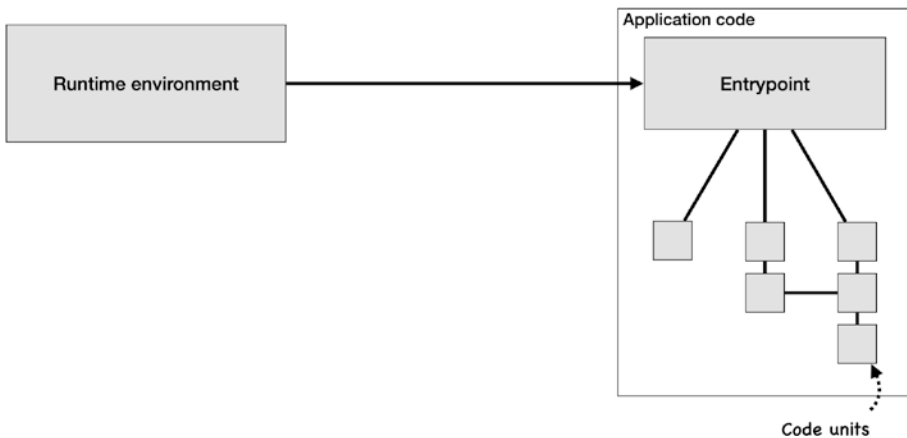 Application code
Runtime environment
Entrypoint
Code units